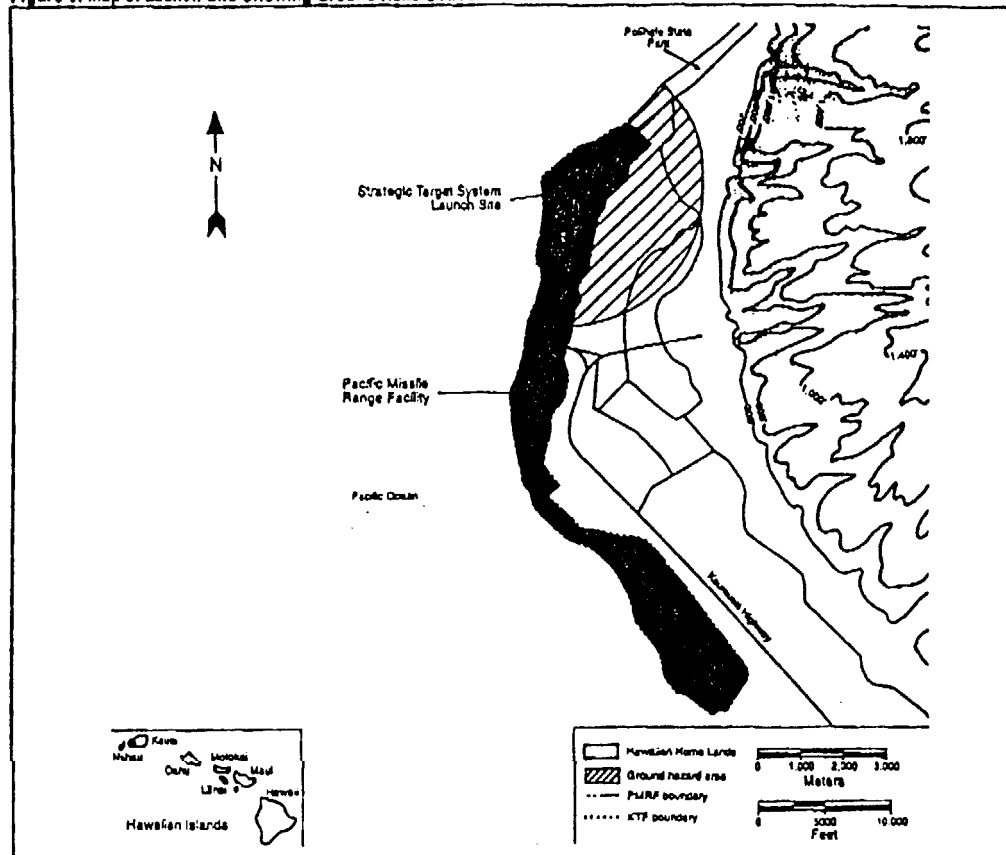 Polihale State
Park
N
Strategic Target System
Launch Site
1,400'
Pacific Missile
Range Facility
1,000'
Pacific Ocean
Kaumualii Highway
Kauai
Niihau
Oahu
Molokai
Lanai
Maui
Hawaii
Hawaiian Islands
Hawaiian Home Lands
Ground hazard area
PMRF boundary
KTF boundary
0 1,000 2,000 3,000
Meters
0 5000 10,000
Feet